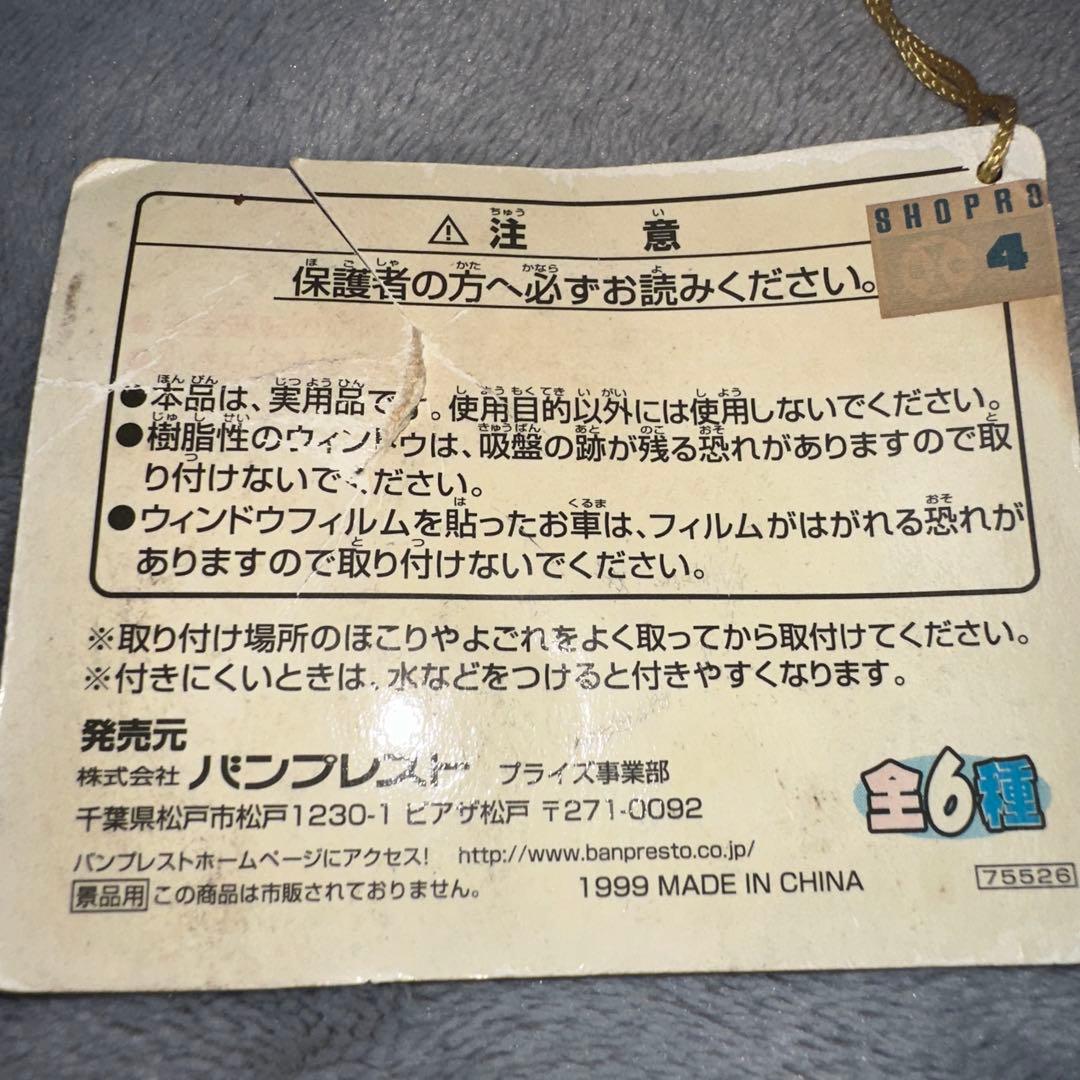 SHOPRO
4
⚠注意
保護者の方へ必ずお読みください。
●本品は、実用品です。使用目的以外には使用しないでください。
●樹脂性のウィンドウは、吸盤の跡が残る恐れがありますので取
り付けないでください。
●ウィンドウフィルムを貼ったお車は、フィルムがはがれる恐れが
ありますので取り付けないでください。
※取り付け場所のほこりやよごれをよく取ってから取付けてください。
※付きにくいときは、水などをつけると付きやすくなります。
発売元
株式会社 バンプレスト プライズ事業部
千葉県松戸市松戸1230-1 ピアザ松戸 〒271-0092
バンプレストホームページにアクセス! http://www.banpresto.co.jp/
景品用 この商品は市販されておりません。 1999 MADE IN CHINA
全6種
75526